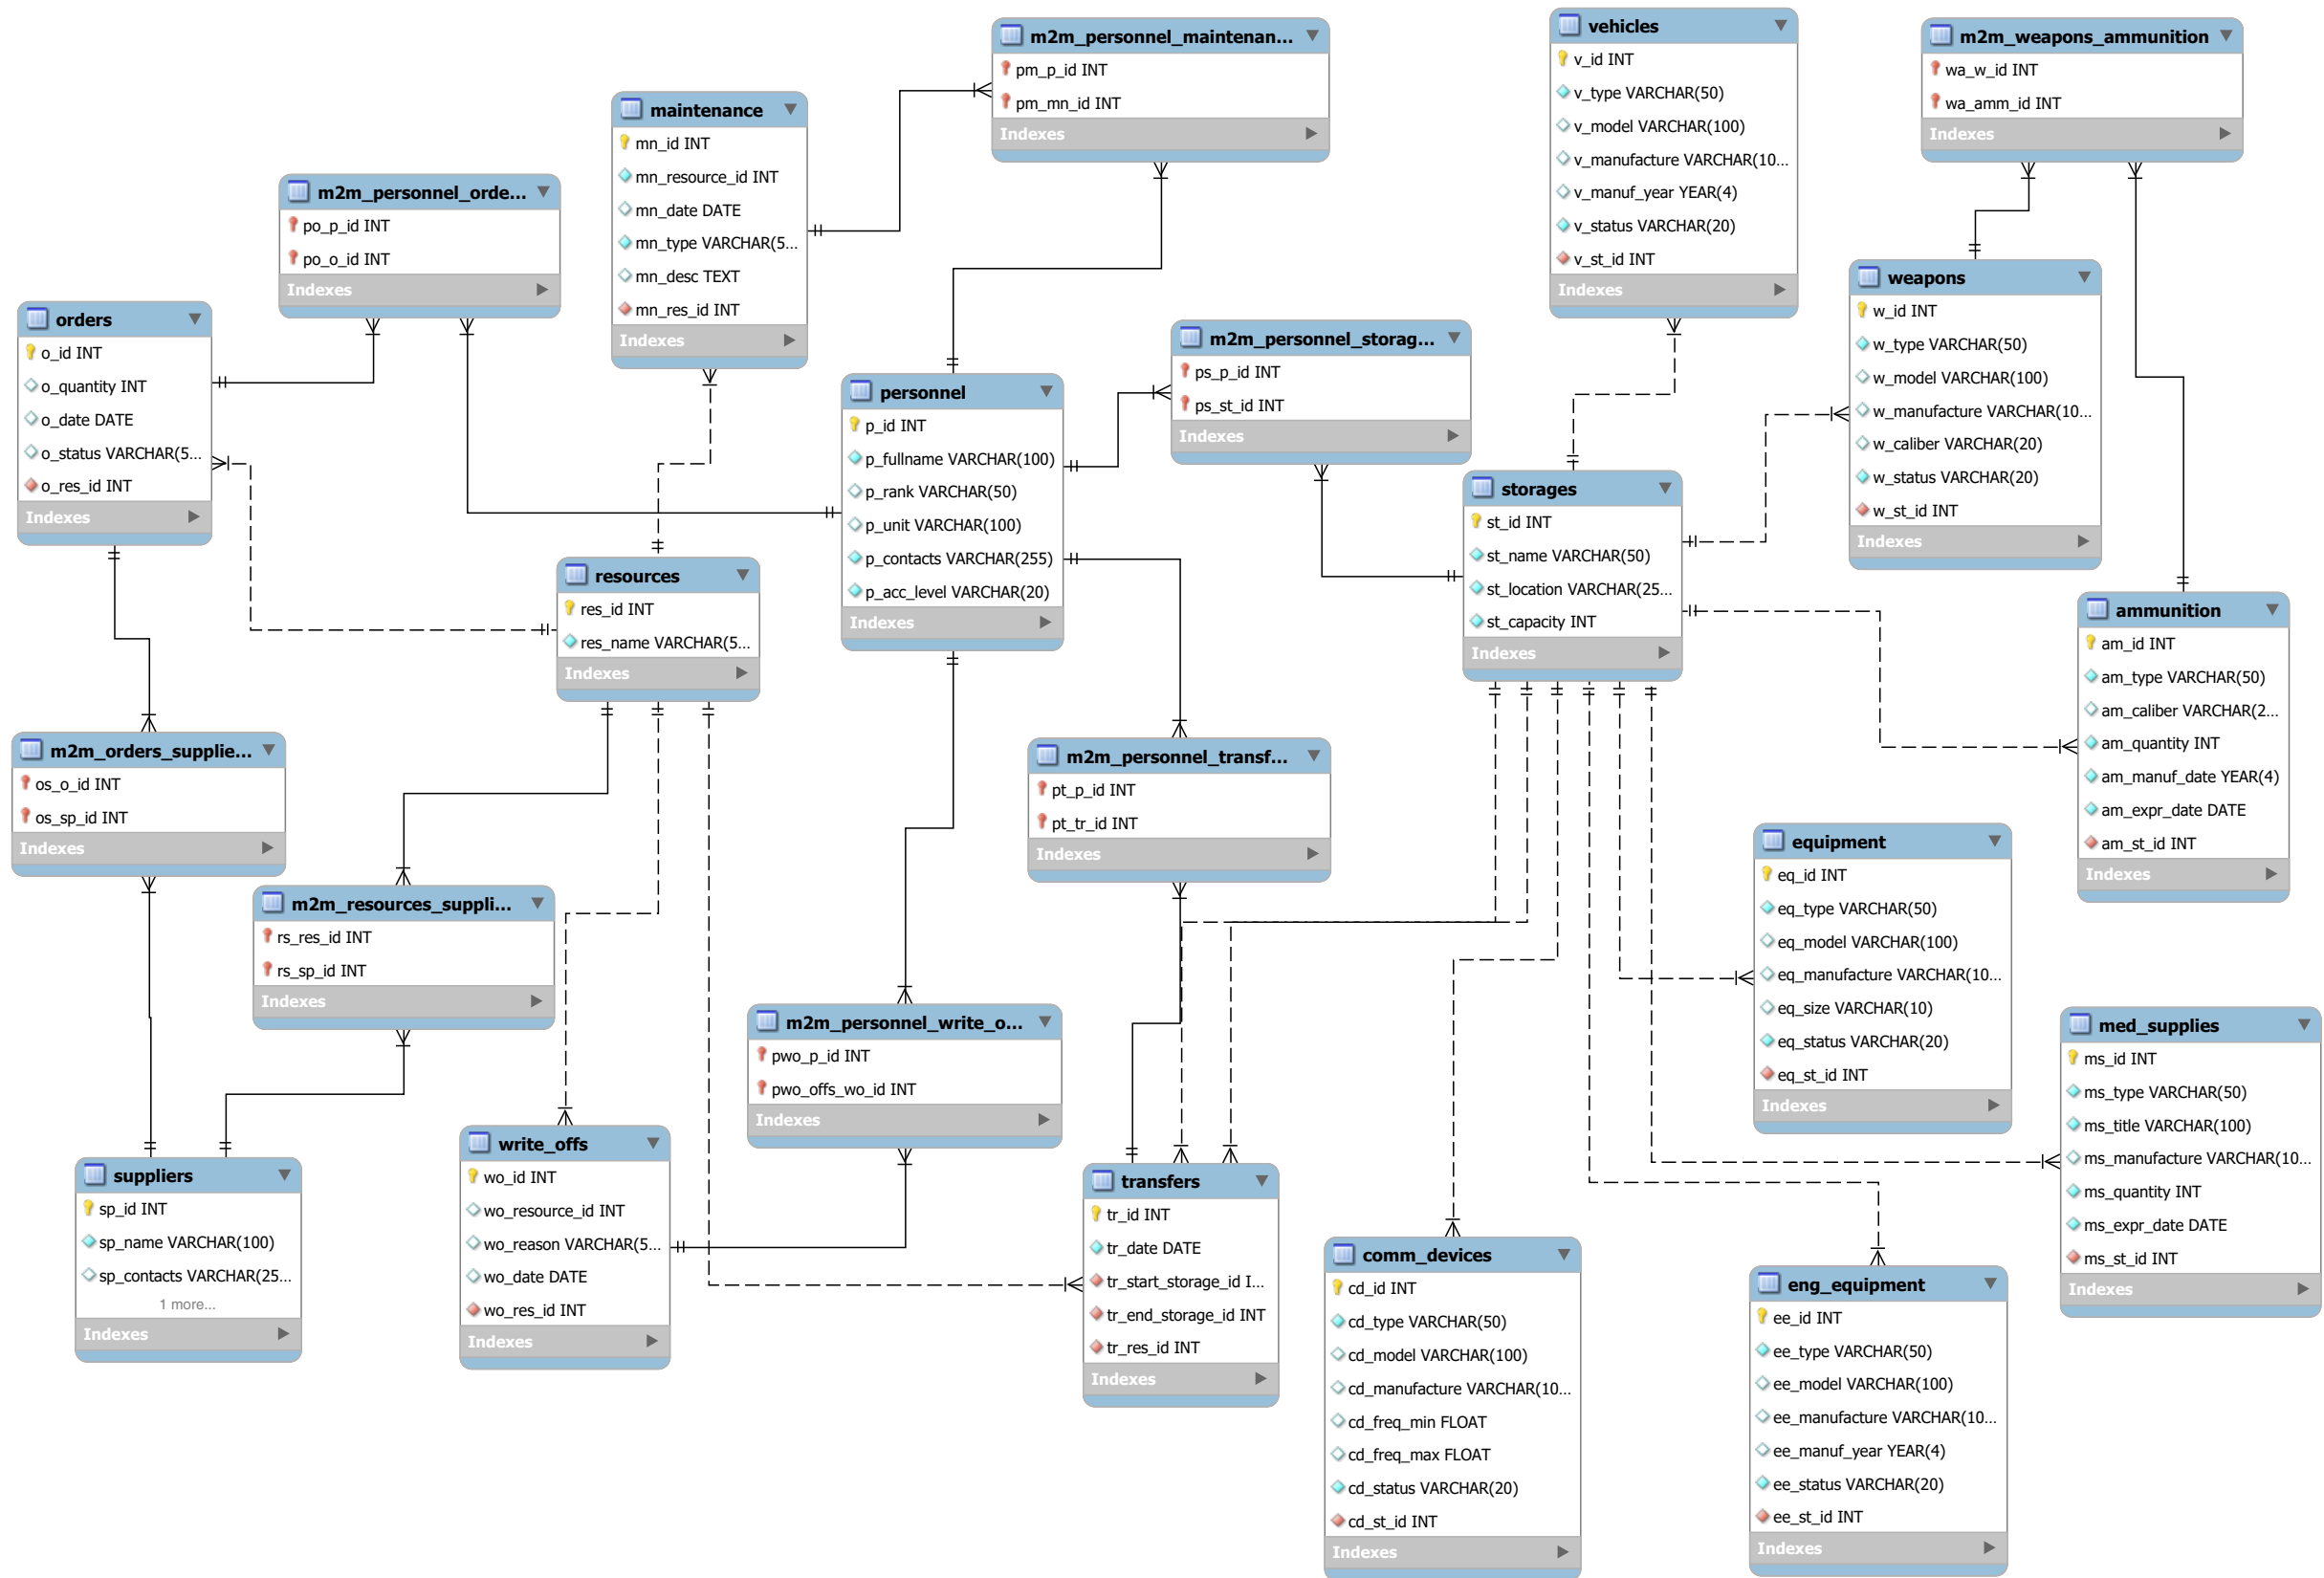 m2m_personnel_maintenan...
pm_p_id INT
pm_mn_id INT
Indexes
vehicles
v_id INT
v_type VARCHAR(50)
v_model VARCHAR(100)
v_manufacture VARCHAR(10...
v_manuf_year YEAR(4)
v_status VARCHAR(20)
v_st_id INT
Indexes
m2m_weapons_ammunition
wa_w_id INT
wa_amm_id INT
Indexes
maintenance
mn_id INT
mn_resource_id INT
mn_date DATE
mn_type VARCHAR(5...
mn_desc TEXT
mn_res_id INT
Indexes
m2m_personnel_orde...
po_p_id INT
po_o_id INT
Indexes
orders
o_id INT
o_quantity INT
o_date DATE
o_status VARCHAR(5...
o_res_id INT
Indexes
m2m_personnel_storag...
ps_p_id INT
ps_st_id INT
Indexes
weapons
w_id INT
w_type VARCHAR(50)
w_model VARCHAR(100)
w_manufacture VARCHAR(10...
w_caliber VARCHAR(20)
w_status VARCHAR(20)
w_st_id INT
Indexes
personnel
p_id INT
p_fullname VARCHAR(100)
p_rank VARCHAR(50)
p_unit VARCHAR(100)
p_contacts VARCHAR(255)
p_acc_level VARCHAR(20)
Indexes
storages
st_id INT
st_name VARCHAR(50)
st_location VARCHAR(25...
st_capacity INT
Indexes
resources
res_id INT
res_name VARCHAR(5...
Indexes
ammunition
am_id INT
am_type VARCHAR(50)
am_caliber VARCHAR(2...
am_quantity INT
am_manuf_date YEAR(4)
am_expr_date DATE
am_st_id INT
Indexes
m2m_orders_supplie...
os_o_id INT
os_sp_id INT
Indexes
m2m_personnel_transf...
pt_p_id INT
pt_tr_id INT
Indexes
equipment
eq_id INT
eq_type VARCHAR(50)
eq_model VARCHAR(100)
eq_manufacture VARCHAR(10...
eq_size VARCHAR(10)
eq_status VARCHAR(20)
eq_st_id INT
Indexes
m2m_resources_suppli...
rs_res_id INT
rs_sp_id INT
Indexes
m2m_personnel_write_o...
pwo_p_id INT
pwo_offs_wo_id INT
Indexes
med_supplies
ms_id INT
ms_type VARCHAR(50)
ms_title VARCHAR(100)
ms_manufacture VARCHAR(10...
ms_quantity INT
ms_expr_date DATE
ms_st_id INT
Indexes
suppliers
sp_id INT
sp_name VARCHAR(100)
sp_contacts VARCHAR(25...
1 more...
Indexes
write_offs
wo_id INT
wo_resource_id INT
wo_reason VARCHAR(5...
wo_date DATE
wo_res_id INT
Indexes
transfers
tr_id INT
tr_date DATE
tr_start_storage_id I...
tr_end_storage_id INT
tr_res_id INT
Indexes
comm_devices
cd_id INT
cd_type VARCHAR(50)
cd_model VARCHAR(100)
cd_manufacture VARCHAR(10...
cd_freq_min FLOAT
cd_freq_max FLOAT
cd_status VARCHAR(20)
cd_st_id INT
Indexes
eng_equipment
ee_id INT
ee_type VARCHAR(50)
ee_model VARCHAR(100)
ee_manufacture VARCHAR(10...
ee_manuf_year YEAR(4)
ee_status VARCHAR(20)
ee_st_id INT
Indexes